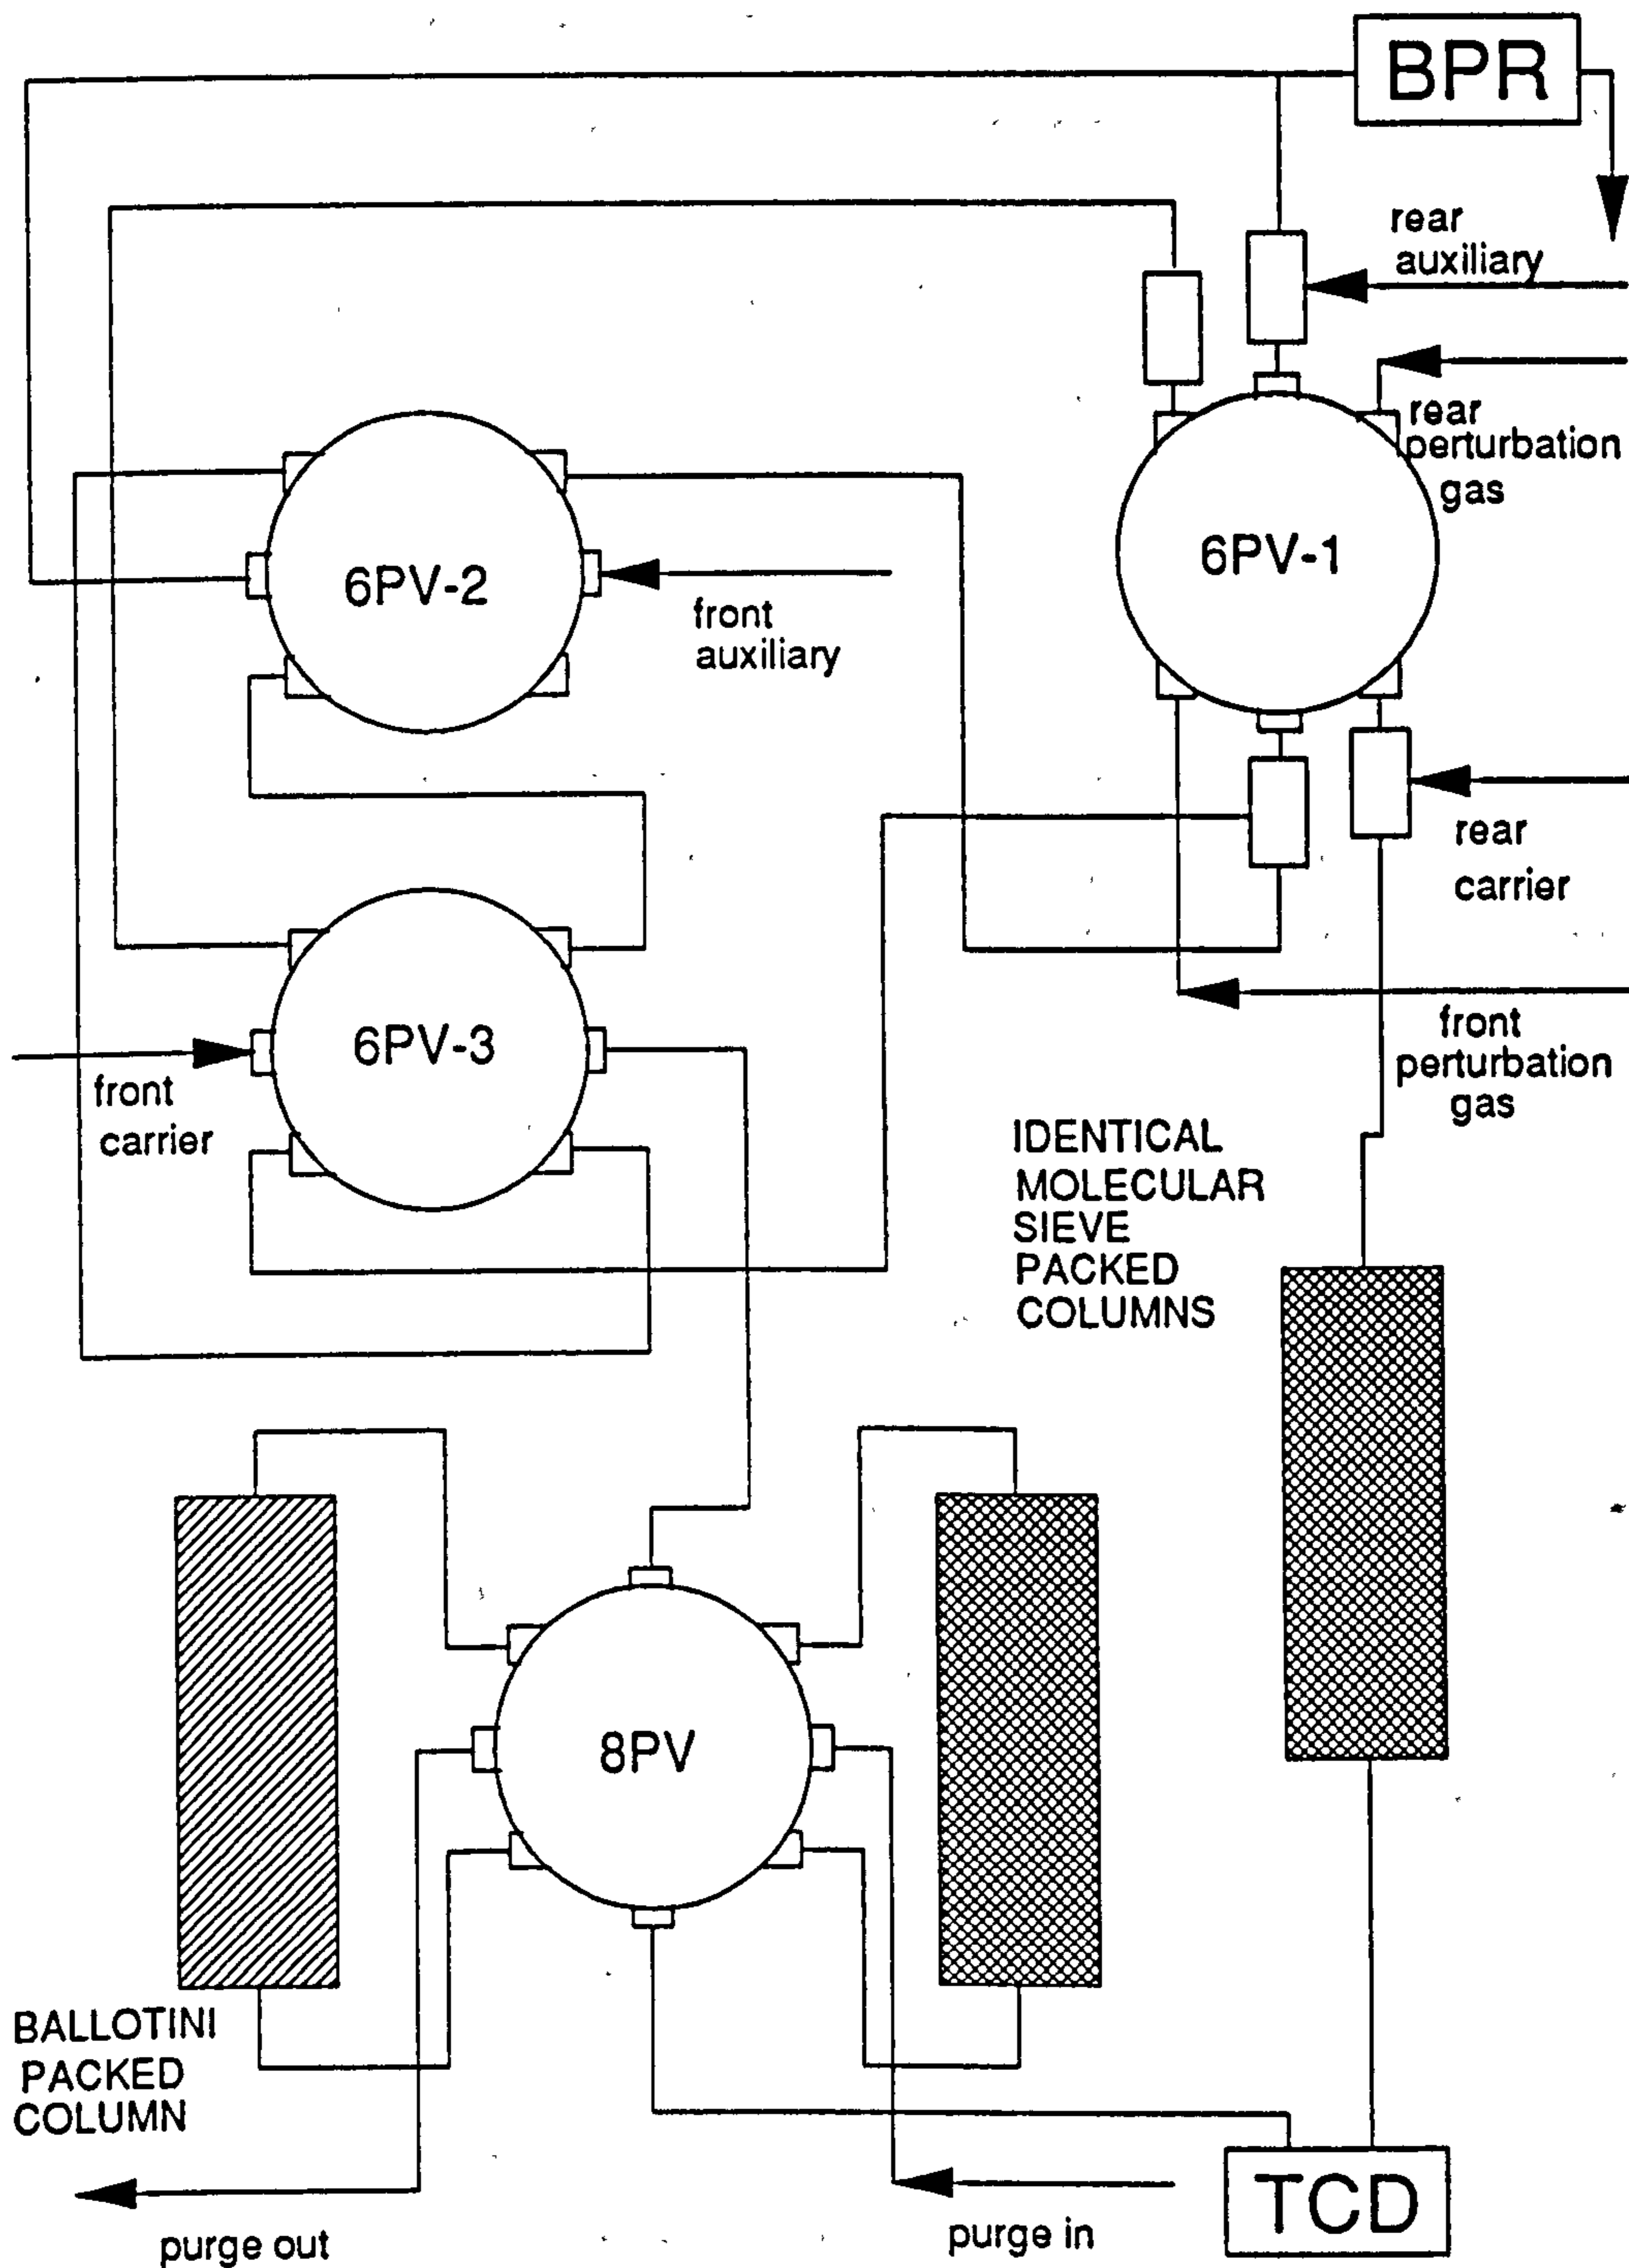 BPR
rear
auxiliary
rear
perturbation
gas
6PV-1
6PV-2
front
auxiliary
rear
carrier
6PV-3
front
carrier
front
perturbation
gas
IDENTICAL
MOLECULAR
SIEVE
PACKED
COLUMNS
8PV
BALLOTINI
PACKED
COLUMN
purge out
purge in
TCD